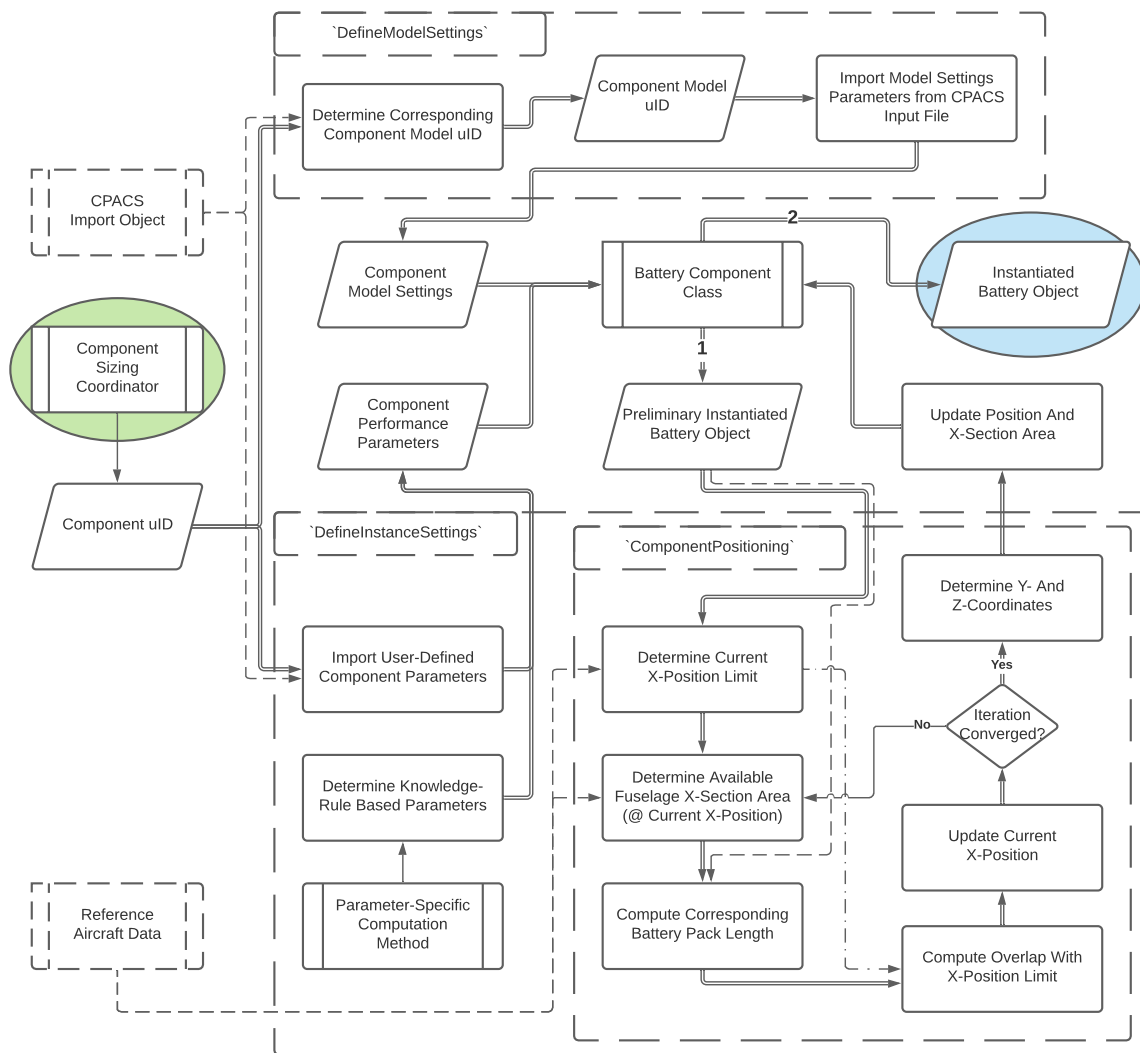 `DefineModelSettings`
Determine Corresponding
Component Model uID
Component Model
uID
Import Model Settings
Parameters from CPACS
Input File
CPACS
Import Object
2
Component
Model Settings
Battery Component
Class
Instantiated
Battery Object
1
Component
Sizing
Coordinator
Component
Performance
Parameters
Preliminary Instantiated
Battery Object
Update Position And
X-Section Area
Component uID
`DefineInstanceSettings`
`ComponentPositioning`
Determine Y- And
Z-Coordinates
Import User-Defined
Component Parameters
Determine Current
X-Position Limit
Yes
Iteration
Converged?
No
Determine Knowledge-
Rule Based Parameters
Determine Available
Fuselage X-Section Area
(@ Current X-Position)
Update Current
X-Position
Reference
Aircraft Data
Parameter-Specific
Computation
Method
Compute Corresponding
Battery Pack Length
Compute Overlap With
X-Position Limit